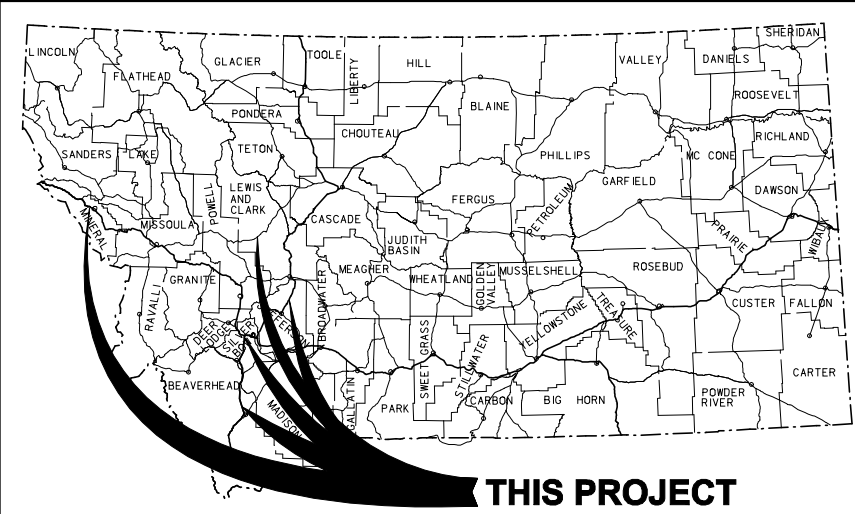 SHERIDAN
LINCOLN
FLATHEAD
GLACIER
TOOLE
LIBERTY
HILL
BLAINE
VALLEY
DANIELS
ROOSEVELT
PONDERA
CHOUTEAU
PHILLIPS
RICHLAND
SANDERS
LAKE
TETON
MC CONE
LEWIS
AND
CLARK
POWELL
FERGUS
PETROLEUM
GARFIELD
DAWSON
MINERAL
MISSOULA
CASCADE
JUDITH
BASIN
PRAIRIE
WIBAUX
GRANITE
RAVALLI
MEAGHER
BROADWATER
WHEATLAND
GOLDEN
VALLEY
MUSSELSHELL
ROSEBUD
CUSTER
FALLON
JEFFERSON
DEER
LODGE
SILVER
BOW
YELLOWSTONE
TREASURE
SWEET GRASS
STILLWATER
BEAVERHEAD
MADISON
GALLATIN
PARK
CARBON
BIG HORN
POWDER
RIVER
CARTER
THIS PROJECT